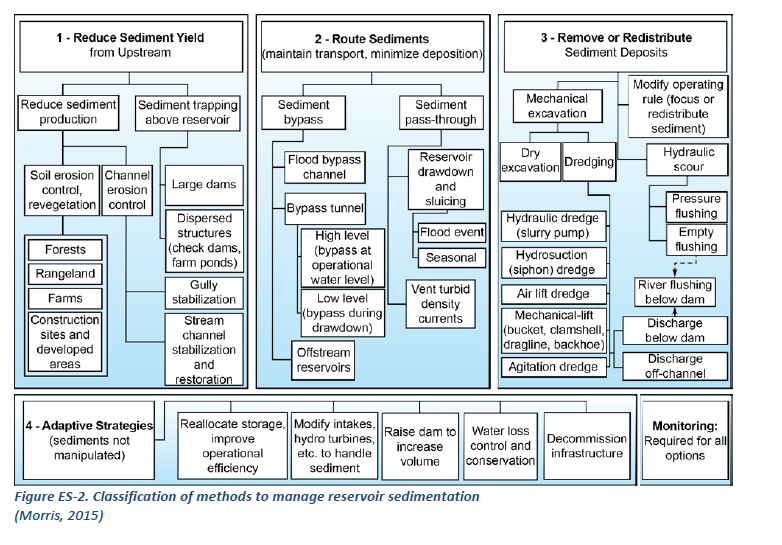 1 - Reduce Sediment Yield
from Upstream
Reduce sediment
production
Sediment trapping
above reservoir
Soil erosion
control,
revegetation
Channel
erosion
control
Large dams
Dispersed
structures
(check dams,
farm ponds)
Forests
Rangeland
Farms
Construction
sites and
developed
areas
Gully
stabilization
Stream
channel
stabilization
and
restoration
2 - Route Sediments
(maintain transport, minimize deposition)
Sediment
bypass
Sediment
pass-through
Flood bypass
channel
Bypass tunnel
High level
(bypass at
operational
water level)
Low level
(bypass during
drawdown)
Offstream
reservoirs
Reservoir
drawdown
and
sluicing
Flood event
Seasonal
Vent turbid
density
currents
3 - Remove or Redistribute
Sediment Deposits
Mechanical
excavation
Modify operating
rule (focus or
redistribute
sediment)
Dry
excavation
Dredging
Hydraulic
scour
Pressure
flushing
Empty
flushing
Hydraulic dredge
(slurry pump)
Hydrosuction
(siphon) dredge
Air lift dredge
Mechanical-lift
(bucket, clamshell,
dragline, backhoe)
Agitation dredge
River flushing
below dam
Discharge
below dam
Discharge
off-channel
4 - Adaptive Strategies
(sediments not
manipulated)
Reallocate storage,
improve
operational
efficiency
Modify intakes,
hydro turbines,
etc. to handle
sediment
Raise dam to
increase
volume
Water loss
control and
conservation
Decommission
infrastructure
Monitoring:
Required for all
options
Figure ES-2. Classification of methods to manage reservoir sedimentation
(Morris, 2015)